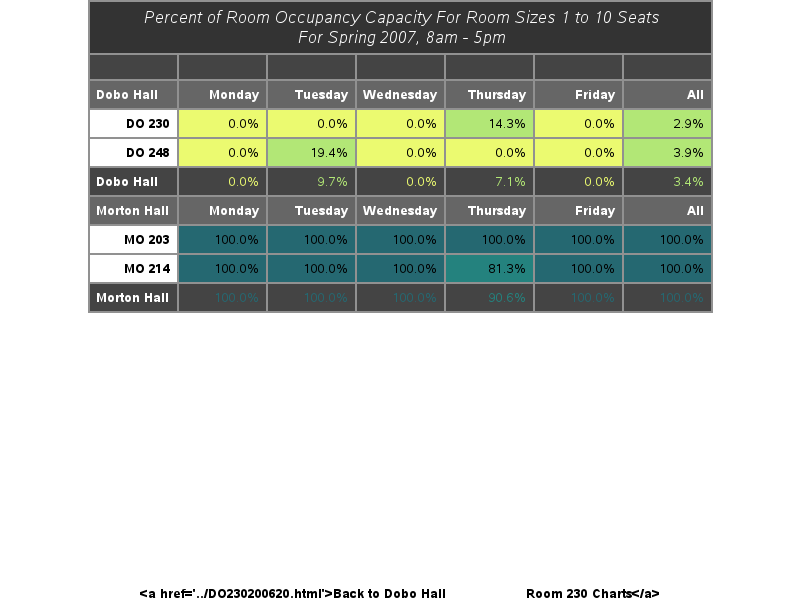 Percent of Room Occupancy Capacity For Room Sizes 1 to 10 Seats
For Spring 2007, 8am - 5pm
Dobo Hall Monday Tuesday Wednesday Thursday Friday All
DO 230 0.0% 0.0% 0.0% 14.3% 0.0% 2.9%
DO 248 0.0% 19.4% 0.0% 0.0% 0.0% 3.9%
Dobo Hall 0.0% 9.7% 0.0% 7.1% 0.0% 3.4%
Morton Hall Monday Tuesday Wednesday Thursday Friday All
MO 203 100.0% 100.0% 100.0% 100.0% 100.0% 100.0%
MO 214 100.0% 100.0% 100.0% 81.3% 100.0% 100.0%
Morton Hall 100.0% 100.0% 100.0% 90.6% 100.0% 100.0%
<a href='../DO230200620.html'>Back to Dobo Hall Room 230 Charts</a>